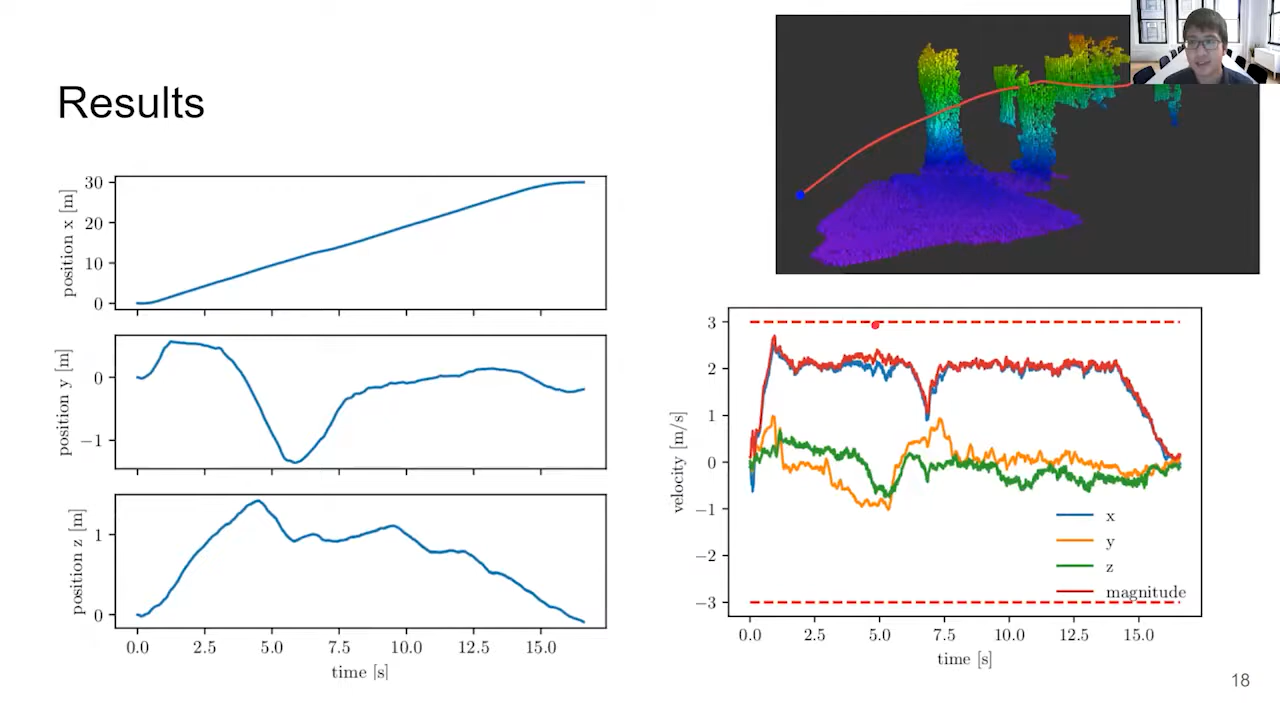 Results
position x [m]
30
20
10
0
position y [m]
0
−1
position z [m]
1
0
0.0 2.5 5.0 7.5 10.0 12.5 15.0
time [s]
velocity [m/s]
3
2
1
0
−1
−2
−3
x
y
z
magnitude
0.0 2.5 5.0 7.5 10.0 12.5 15.0
time [s]
18